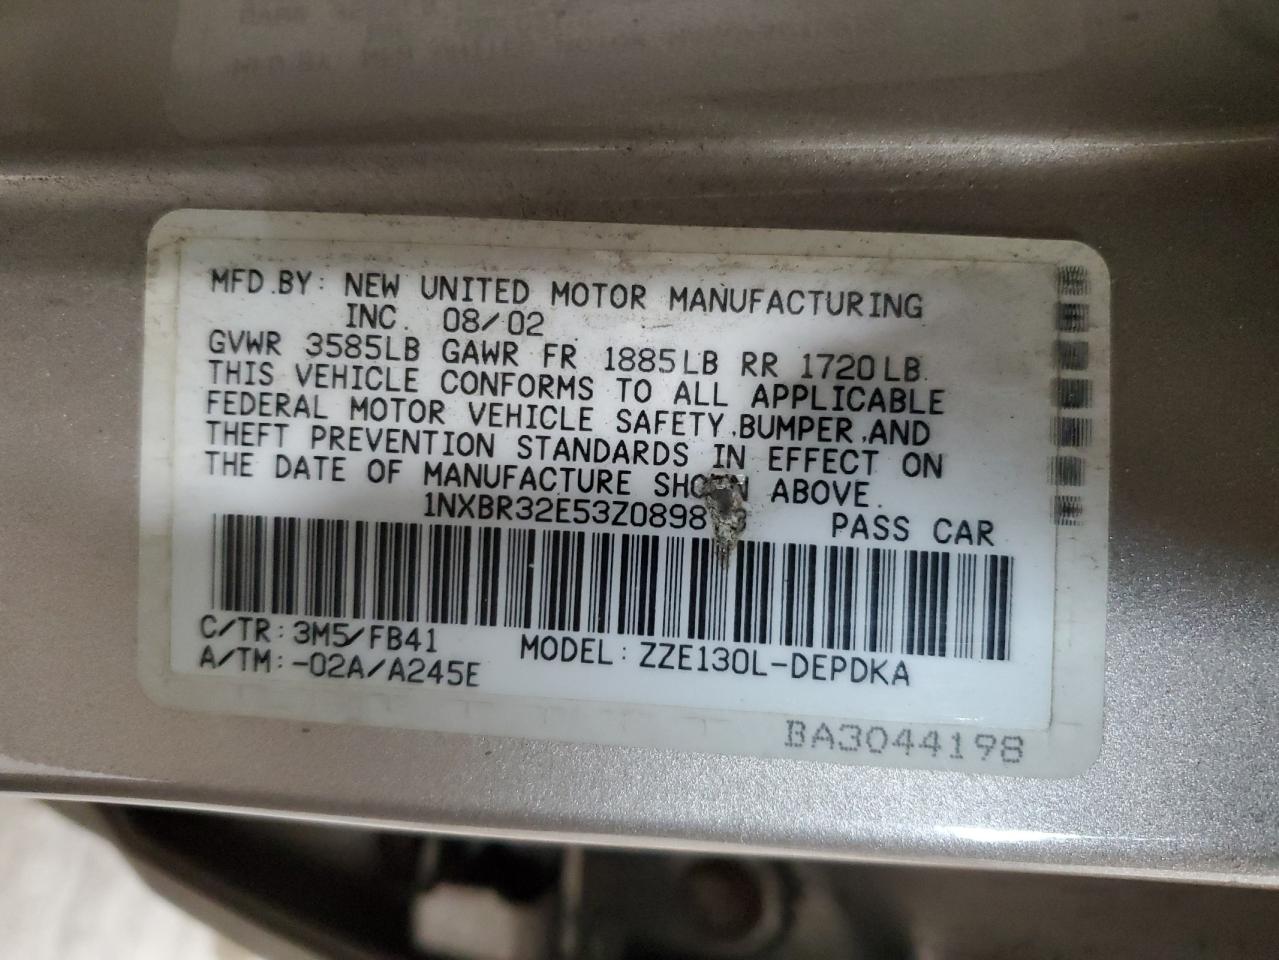 MFD.BY: NEW UNITED MOTOR MANUFACTURING
INC. 08/02
GVWR 3585LB GAWR FR 1885LB RR 1720LB
THIS VEHICLE CONFORMS TO ALL APPLICABLE
FEDERAL MOTOR VEHICLE SAFETY,BUMPER,AND
THEFT PREVENTION STANDARDS IN EFFECT ON
THE DATE OF MANUFACTURE SHOWN ABOVE.
PASS CAR
C/TR: 3M5/FB41
MODEL: ZZE130L-DEPDKA
A/TM: -02A/A245E
BA3044198